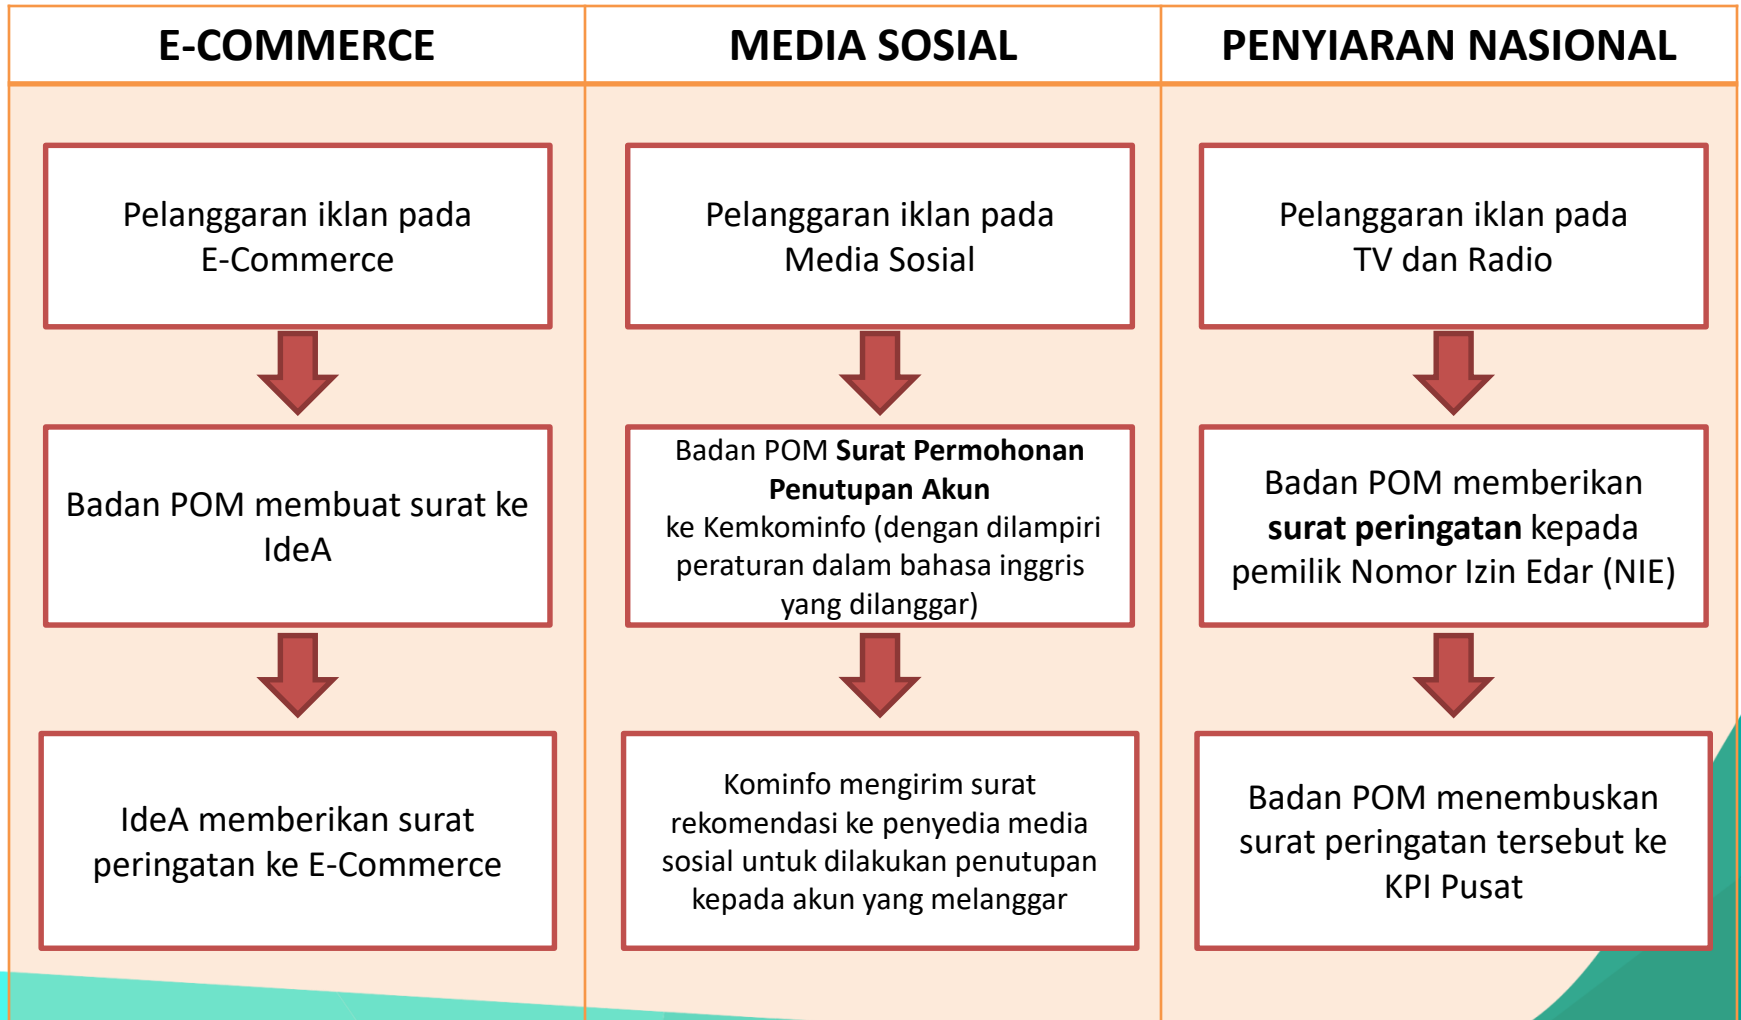 E-COMMERCE
MEDIA SOSIAL
PENYIARAN NASIONAL
Pelanggaran iklan pada
E-Commerce
Badan POM membuat surat ke
IdeA
IdeA memberikan surat
peringatan ke E-Commerce
Pelanggaran iklan pada
Media Sosial
Badan POM Surat Permohonan
Penutupan Akun
ke Kemkominfo (dengan dilampiri
peraturan dalam bahasa inggris
yang dilanggar)
Kominfo mengirim surat
rekomendasi ke penyedia media
sosial untuk dilakukan penutupan
kepada akun yang melanggar
Pelanggaran iklan pada
TV dan Radio
Badan POM memberikan
surat peringatan kepada
pemilik Nomor Izin Edar (NIE)
Badan POM menembuskan
surat peringatan tersebut ke
KPI Pusat